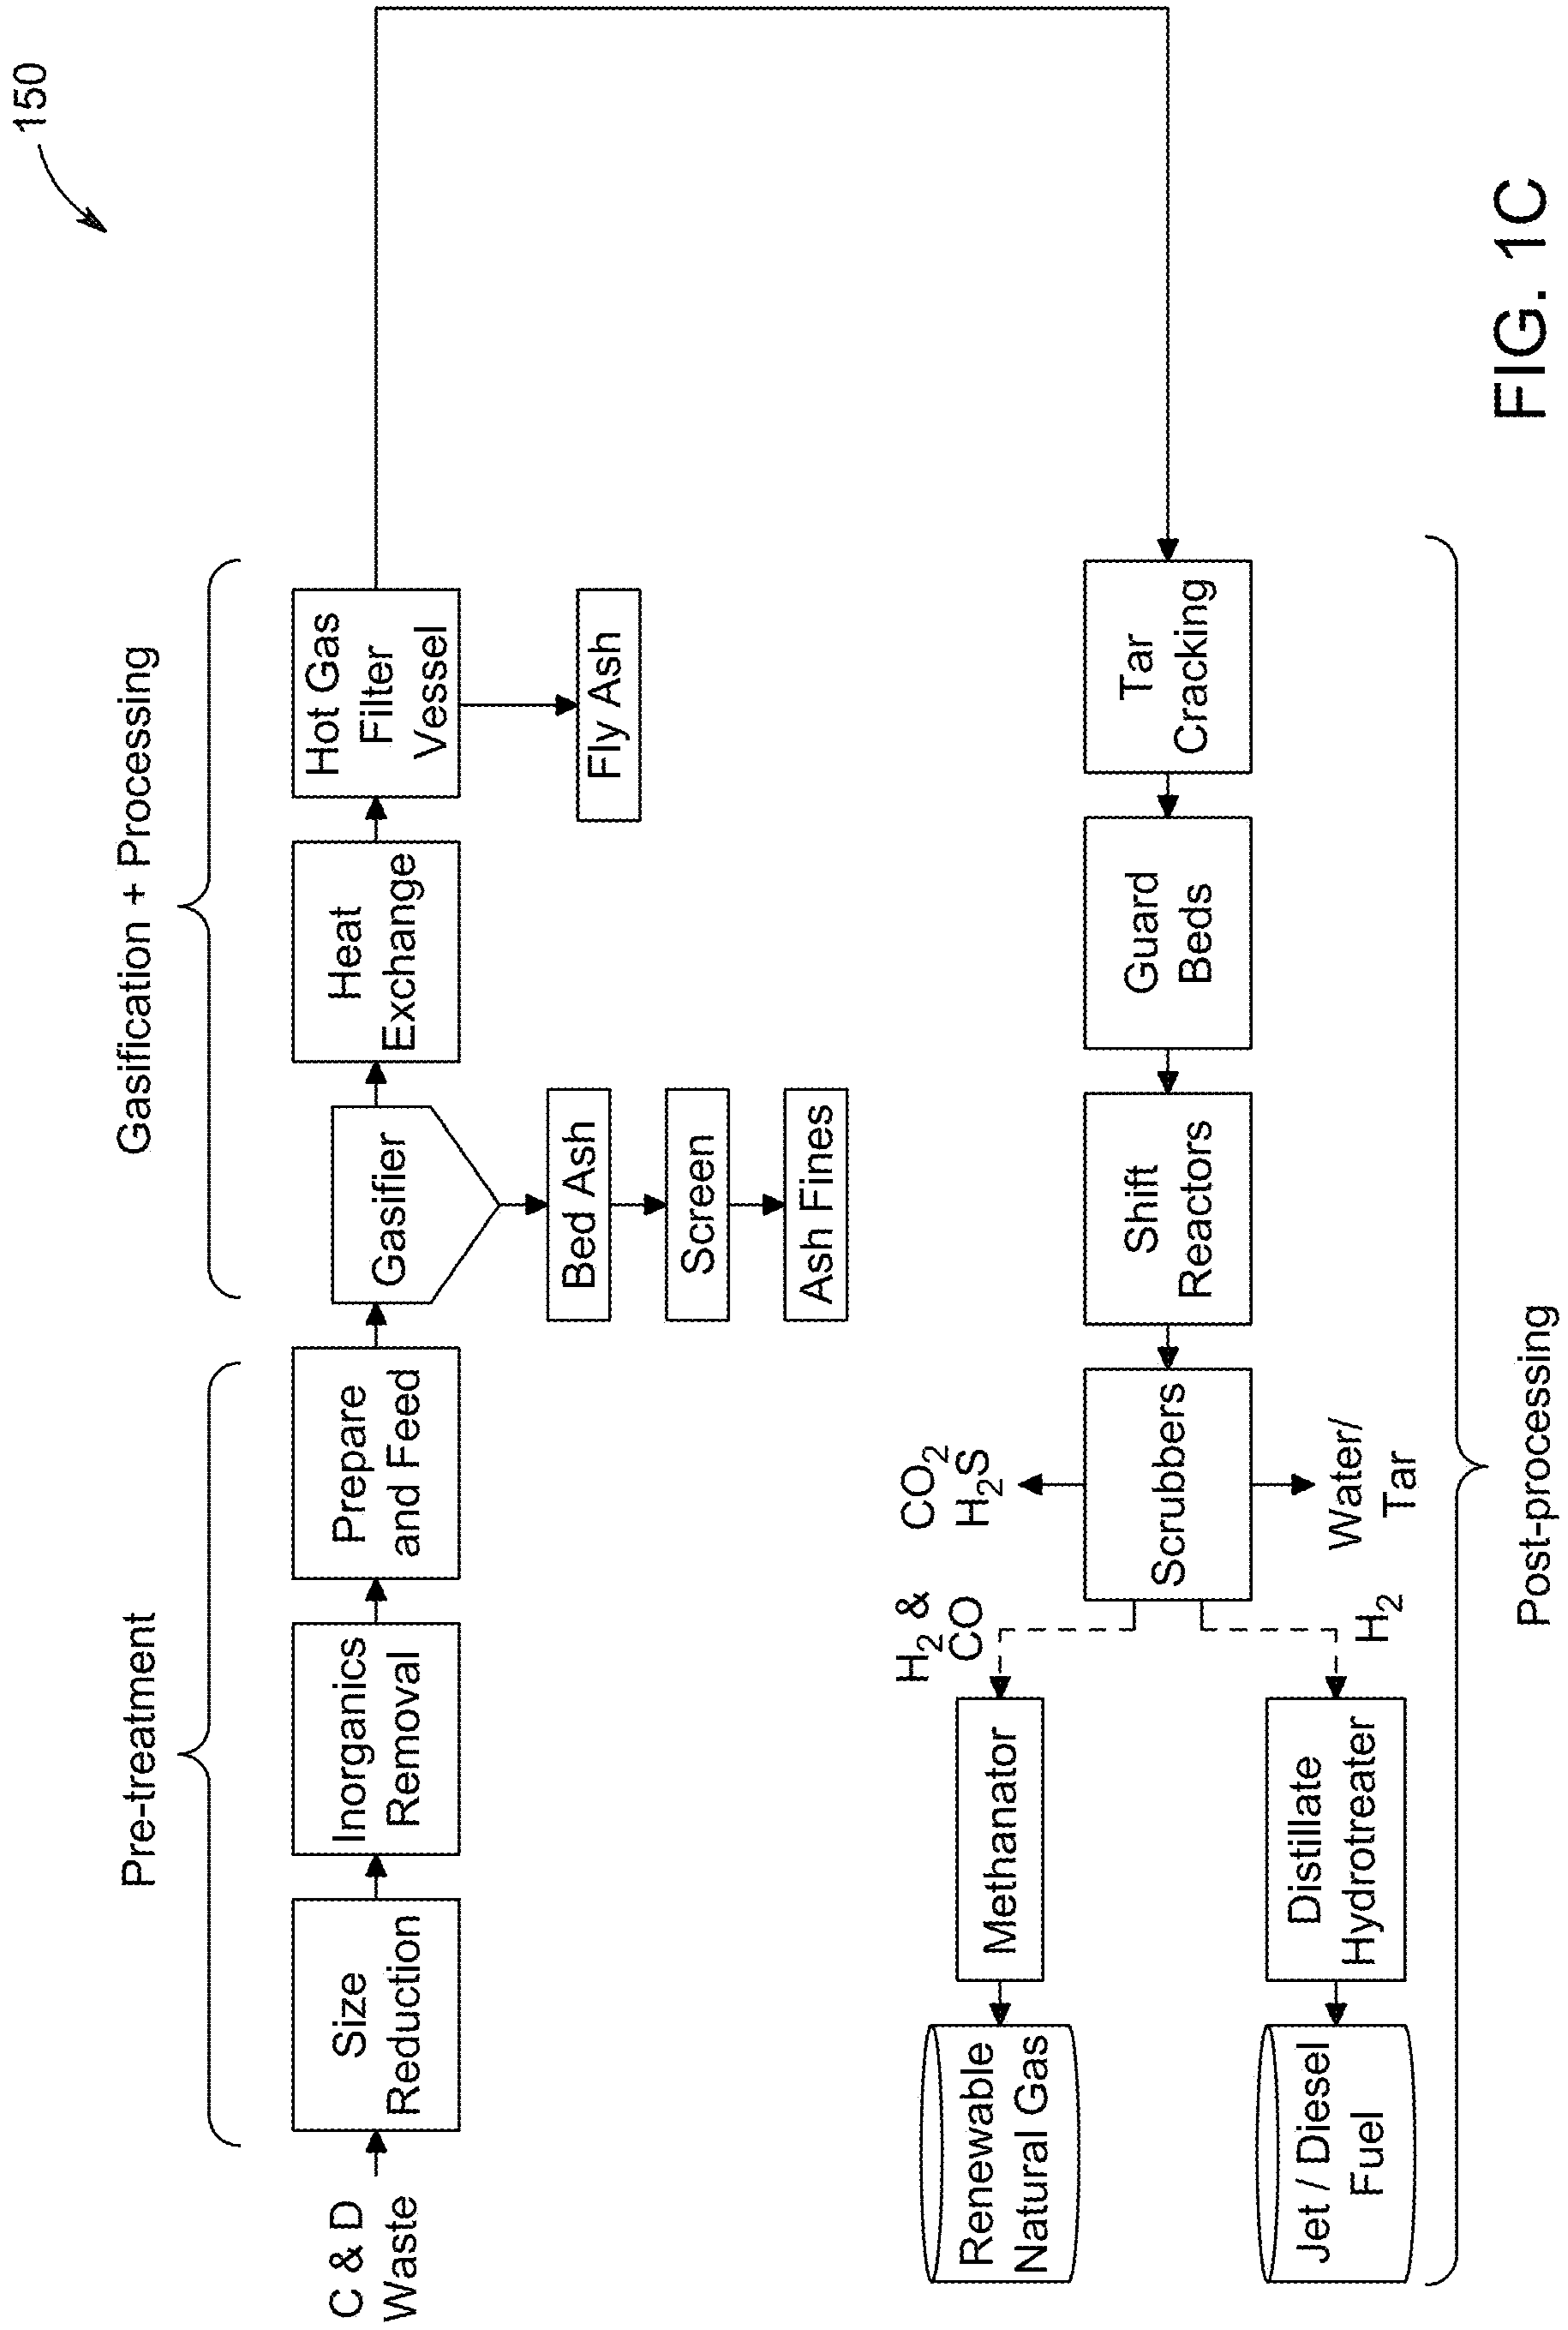 150
Pre-treatment
Gasification + Processing
C & D
Waste
Size
Reduction
Inorganics
Removal
Prepare
and Feed
Gasifier
Heat
Exchange
Hot Gas
Filter
Vessel
Bed Ash
Screen
Ash Fines
Fly Ash
Tar
Cracking
Guard
Beds
Shift
Reactors
Scrubbers
CO2
H2S
Water/
Tar
H2 &
CO
H2
Methanator
Renewable
Natural Gas
Distillate
Hydrotreater
Jet / Diesel
Fuel
Post-processing
FIG. 1C